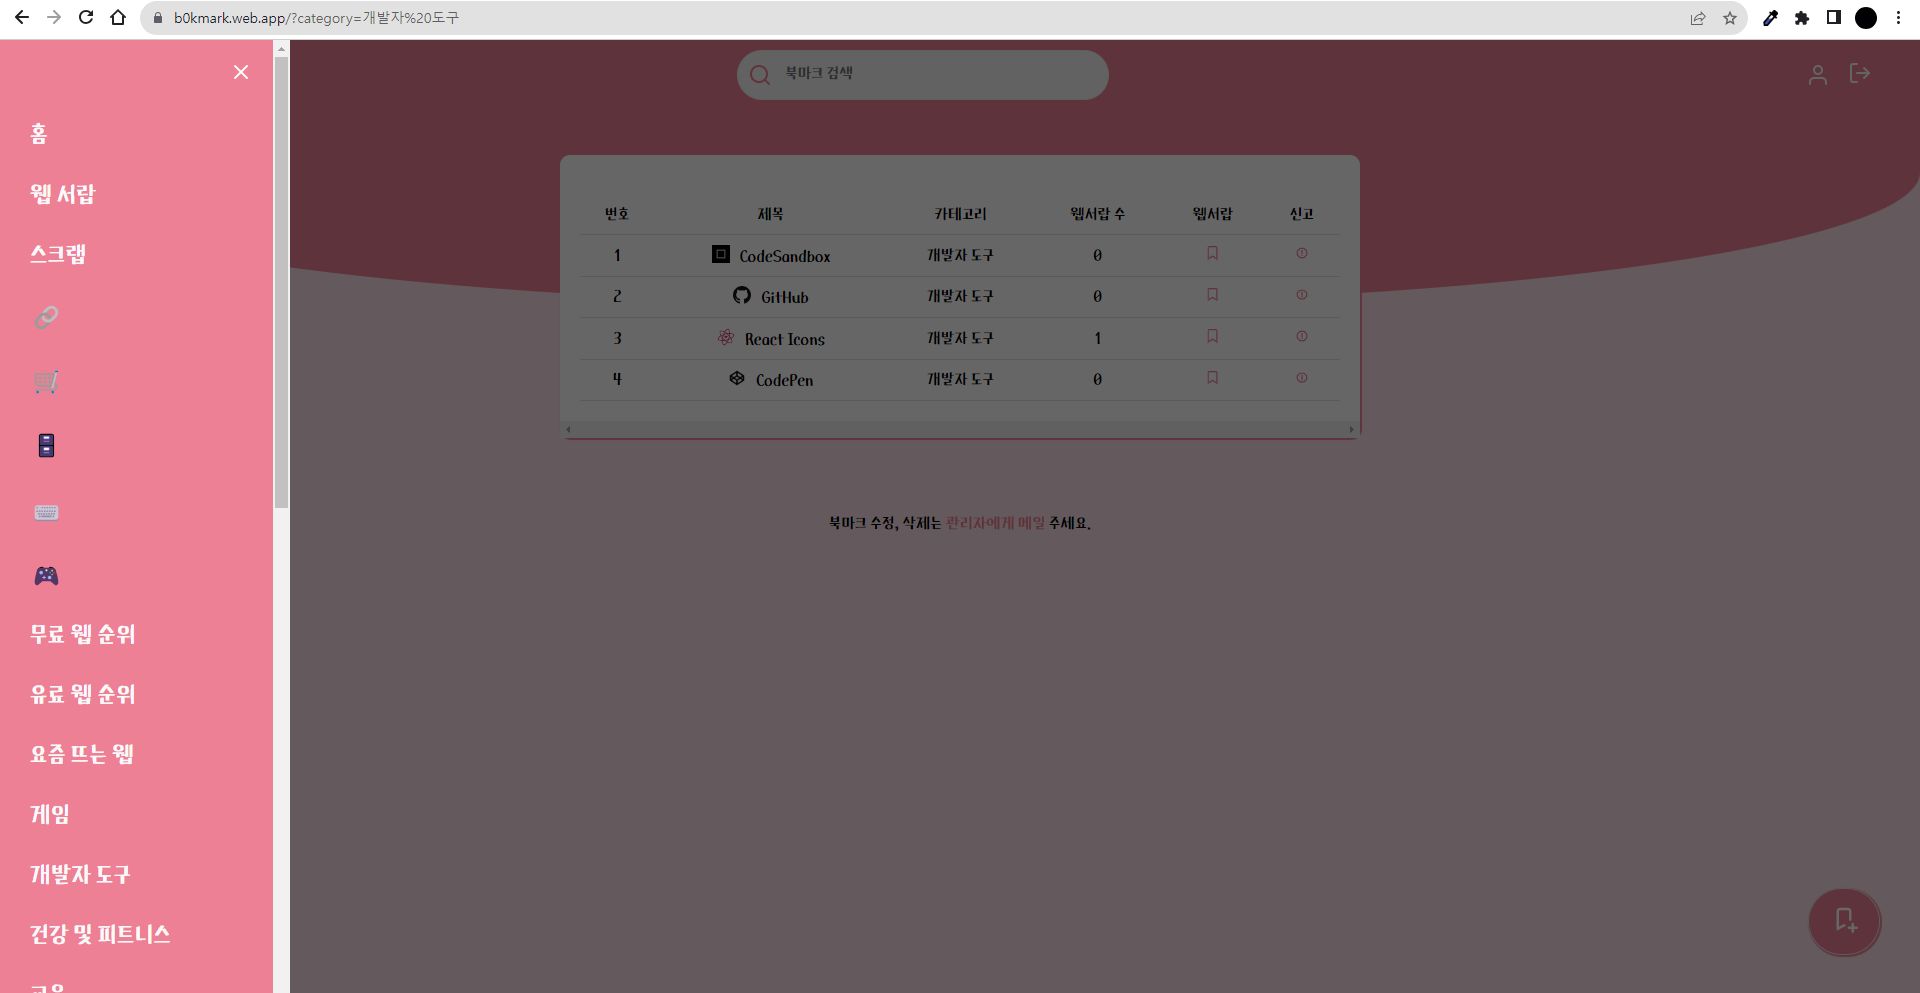 b0kmark.web.app/?category=개발자%20도구
북마크 검색
홈
웹 서랍
스크랩
무료 웹 순위
유료 웹 순위
요즘 뜨는 웹
게임
개발자 도구
건강 및 피트니스
번호 제목 카테고리 웹서랍 수 웹서랍 신고
1 CodeSandbox 개발자 도구 0
2 GitHub 개발자 도구 0
3 React Icons 개발자 도구 1
4 CodePen 개발자 도구 0
북마크 수정, 삭제는 관리자에게 메일 주세요.